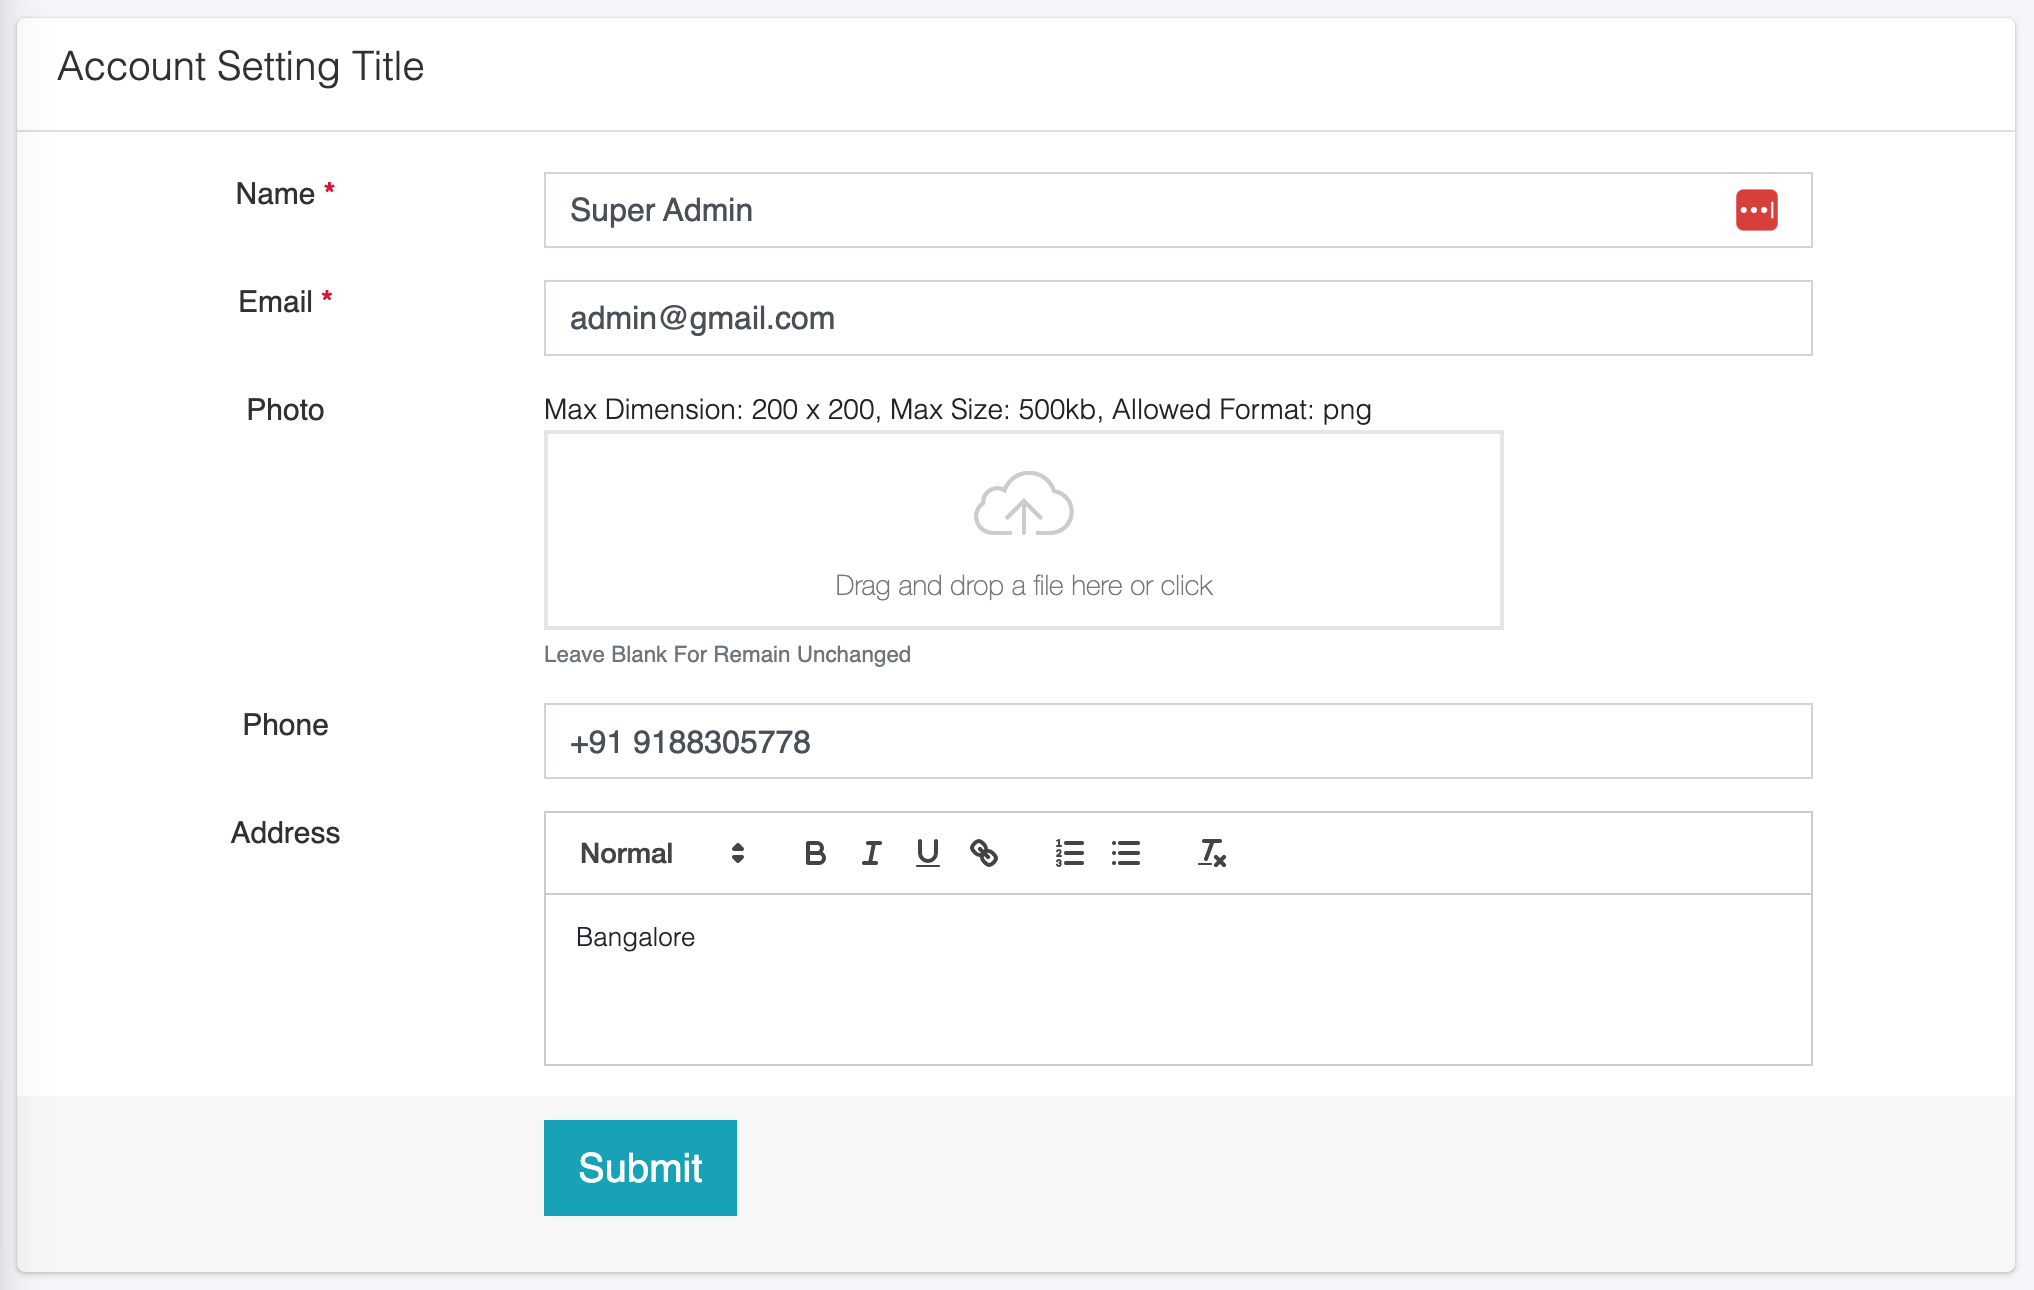 Account Setting Title
Name *
Super Admin
Email *
admin@gmail.com
Photo
Max Dimension: 200 x 200, Max Size: 500kb, Allowed Format: png
Drag and drop a file here or click
Leave Blank For Remain Unchanged
Phone
+91 9188305778
Address
Normal
Bangalore
Submit